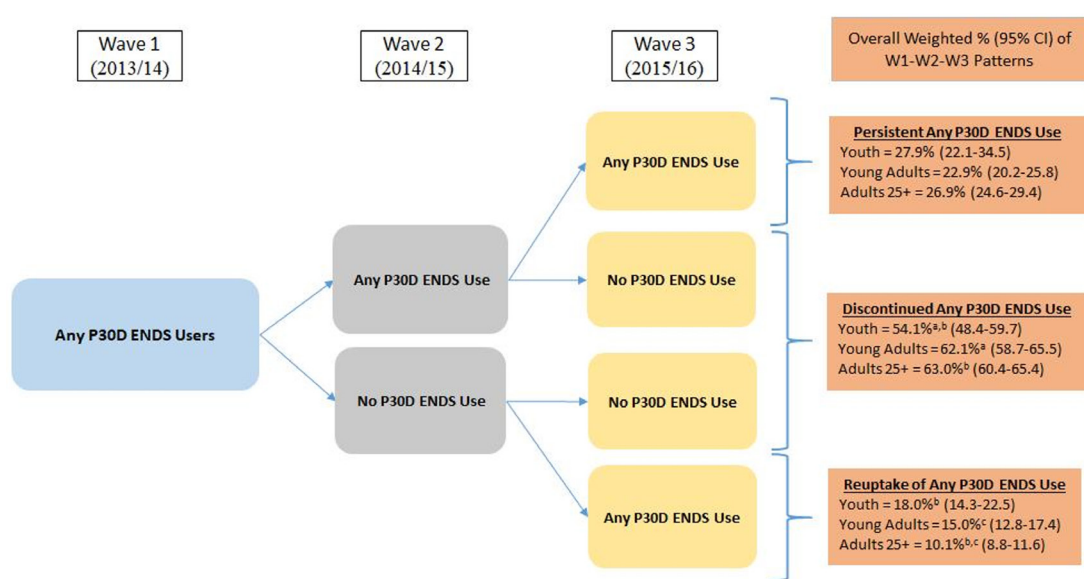 Wave 1
(2013/14)
Wave 2
(2014/15)
Wave 3
(2015/16)
Overall Weighted % (95% CI) of
W1-W2-W3 Patterns
Any P30D ENDS Users
Any P30D ENDS Use
No P30D ENDS Use
Any P30D ENDS Use
No P30D ENDS Use
No P30D ENDS Use
Any P30D ENDS Use
Persistent Any P30D ENDS Use
Youth = 27.9% (22.1-34.5)
Young Adults = 22.9% (20.2-25.8)
Adults 25+ = 26.9% (24.6-29.4)
Discontinued Any P30D ENDS Use
Youth = 54.1%a,b (48.4-59.7)
Young Adults = 62.1%a (58.7-65.5)
Adults 25+ = 63.0%b (60.4-65.4)
Reuptake of Any P30D ENDS Use
Youth = 18.0%b (14.3-22.5)
Young Adults = 15.0%c (12.8-17.4)
Adults 25+ = 10.1%b,c (8.8-11.6)